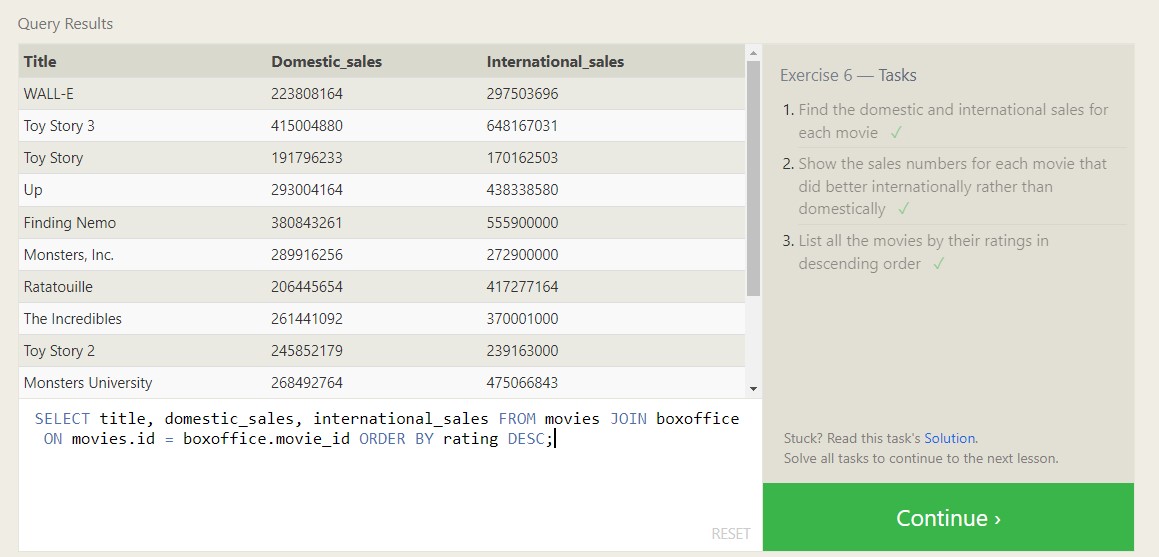 Query Results
Title Domestic_sales International_sales
WALL-E 223808164 297503696
Toy Story 3 415004880 648167031
Toy Story 191796233 170162503
Up 293004164 438338580
Finding Nemo 380843261 555900000
Monsters, Inc. 289916256 272900000
Ratatouille 206445654 417277164
The Incredibles 261441092 370001000
Toy Story 2 245852179 239163000
Monsters University 268492764 475066843
SELECT title, domestic_sales, international_sales FROM movies JOIN boxoffice
ON movies.id = boxoffice.movie_id ORDER BY rating DESC;
RESET
Exercise 6 — Tasks
1. Find the domestic and international sales for
each movie ✓
2. Show the sales numbers for each movie that
did better internationally rather than
domestically ✓
3. List all the movies by their ratings in
descending order ✓
Stuck? Read this task's Solution.
Solve all tasks to continue to the next lesson.
Continue ›